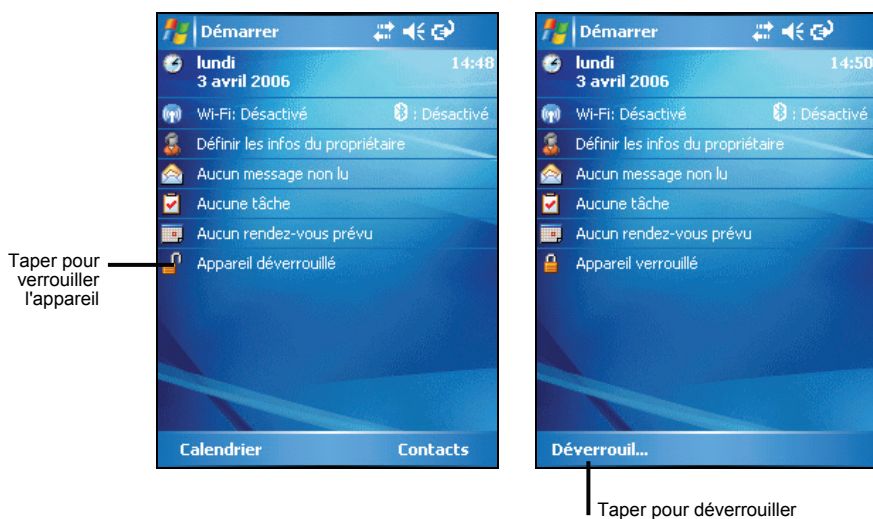 Démarrer
lundi 14:48
3 avril 2006
Wi-Fi: Désactivé : Désactivé
Définir les infos du propriétaire
Aucun message non lu
Aucune tâche
Aucun rendez-vous prévu
Appareil déverrouillé
Calendrier Contacts
Taper pour
verrouiller
l'appareil
Démarrer
lundi 14:50
3 avril 2006
Wi-Fi: Désactivé : Désactivé
Définir les infos du propriétaire
Aucun message non lu
Aucune tâche
Aucun rendez-vous prévu
Appareil verrouillé
Déverrouil...
Taper pour déverrouiller